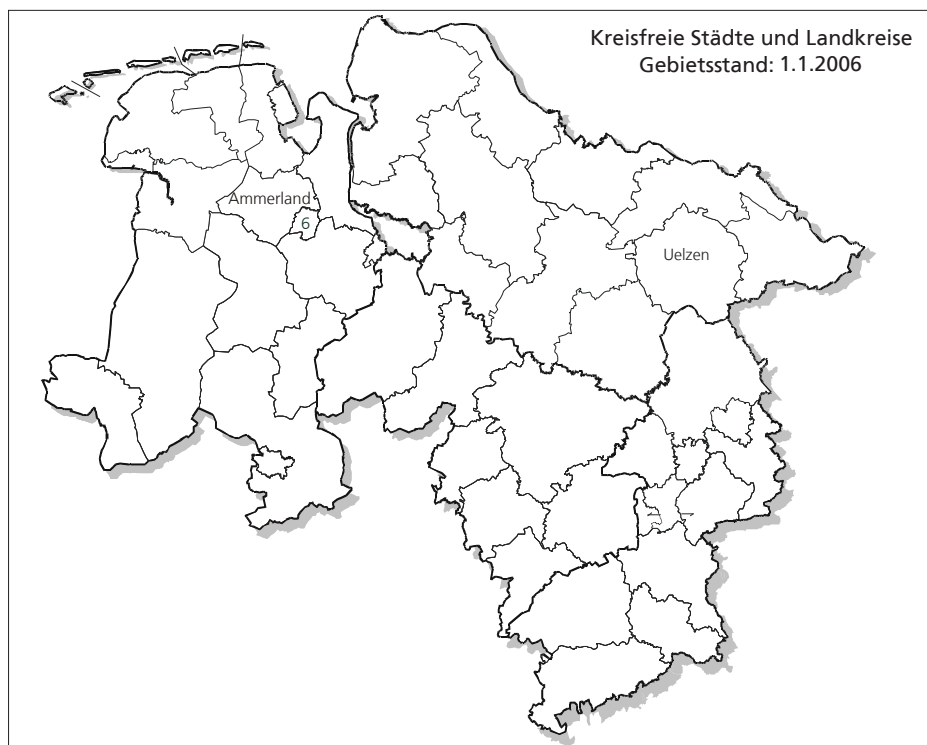 Kreisfreie Städte und Landkreise
Gebietsstand: 1.1.2006
Ammerland
6
Uelzen